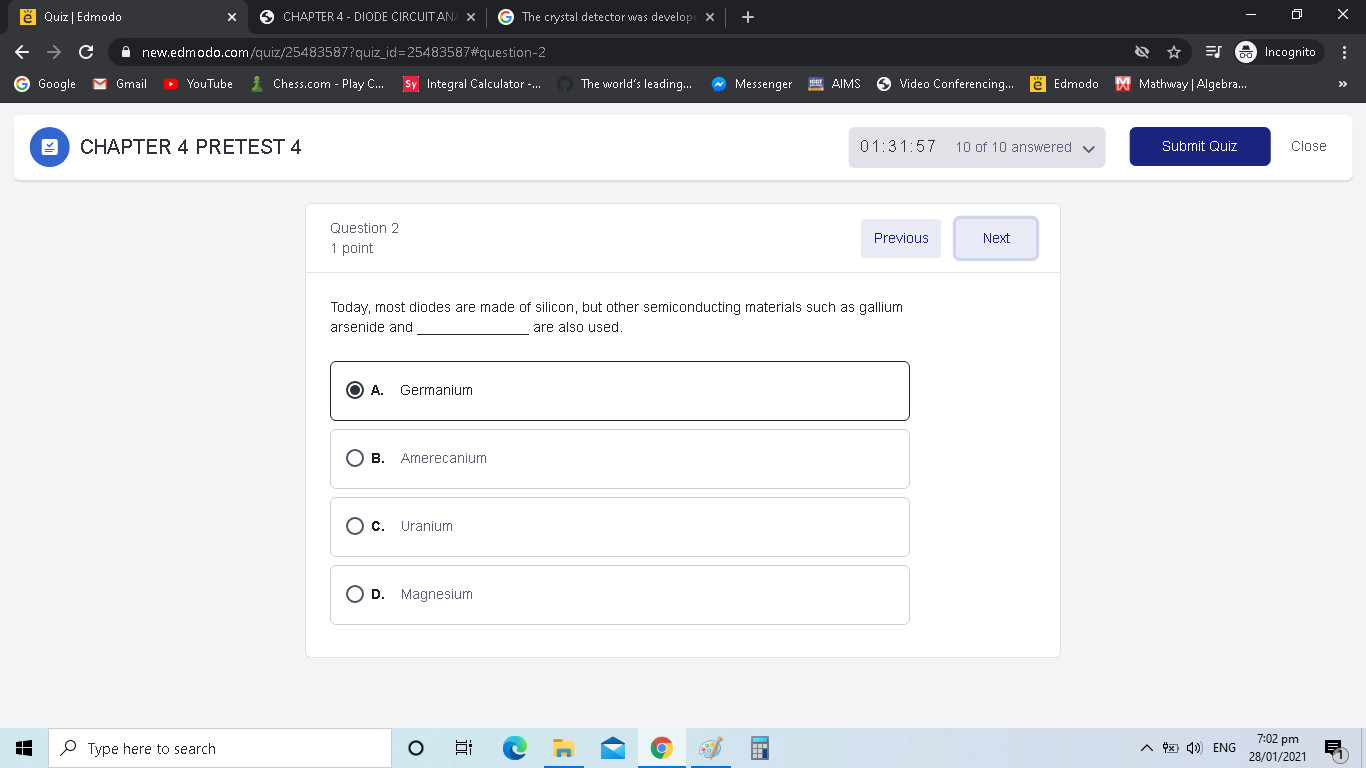 Quiz | Edmodo
CHAPTER 4 - DIODE CIRCUIT AN
The crystal detector was develop
new.edmodo.com/quiz/25483587?quiz_id=25483587#question-2
Incognito
Google
Gmail
YouTube
Chess.com - Play C...
Sy
Integral Calculator -...
The world's leading...
Messenger
AIMS
Video Conferencing...
Edmodo
Mathway | Algebra...
»
CHAPTER 4 PRETEST 4
01:31:57
10 of 10 answered
Submit Quiz
Close
Question 2
1 point
Previous
Next
Today, most diodes are made of silicon, but other semiconducting materials such as gallium
arsenide and ______________ are also used.
A. Germanium
B. Amerecanium
C. Uranium
D. Magnesium
Type here to search
ENG
7:02 pm
28/01/2021
1